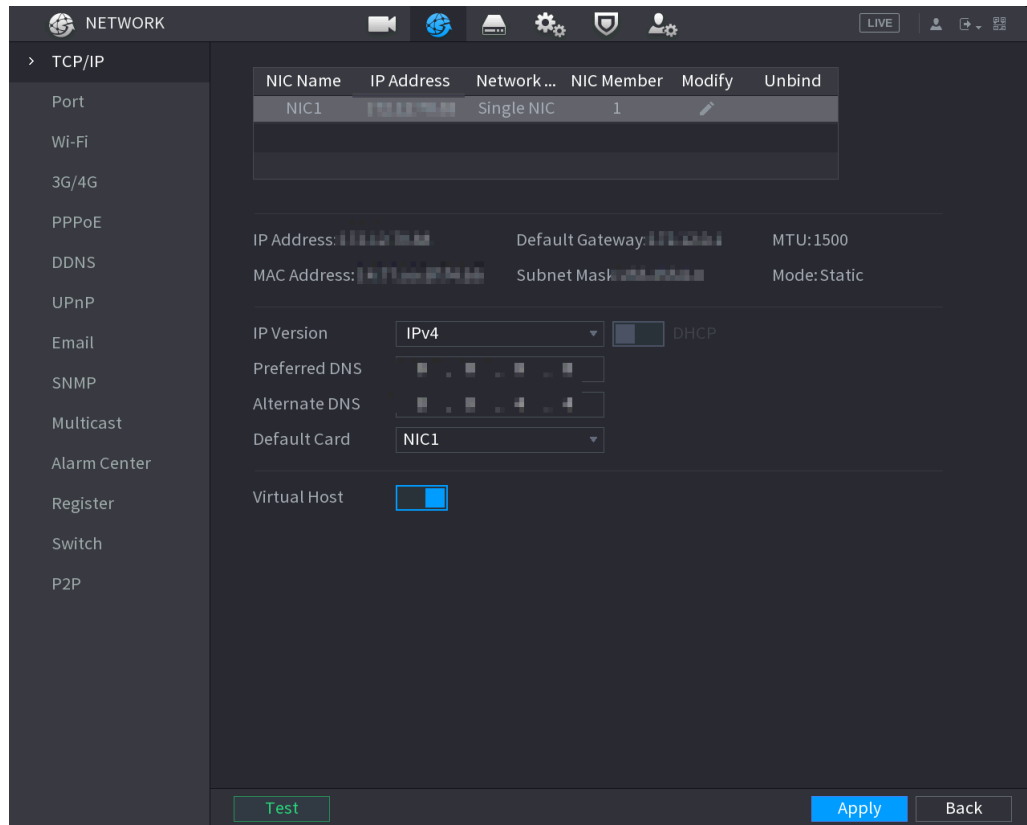 NETWORK
LIVE
TCP/IP
Port
Wi-Fi
3G/4G
PPPoE
DDNS
UPnP
Email
SNMP
Multicast
Alarm Center
Register
Switch
P2P
NIC Name IP Address Network ... NIC Member Modify Unbind
NIC1 Single NIC 1
IP Address: Default Gateway: MTU:1500
MAC Address: Subnet Mask Mode:Static
IP Version IPv4 DHCP
Preferred DNS
Alternate DNS
Default Card NIC1
Virtual Host
Test Apply Back